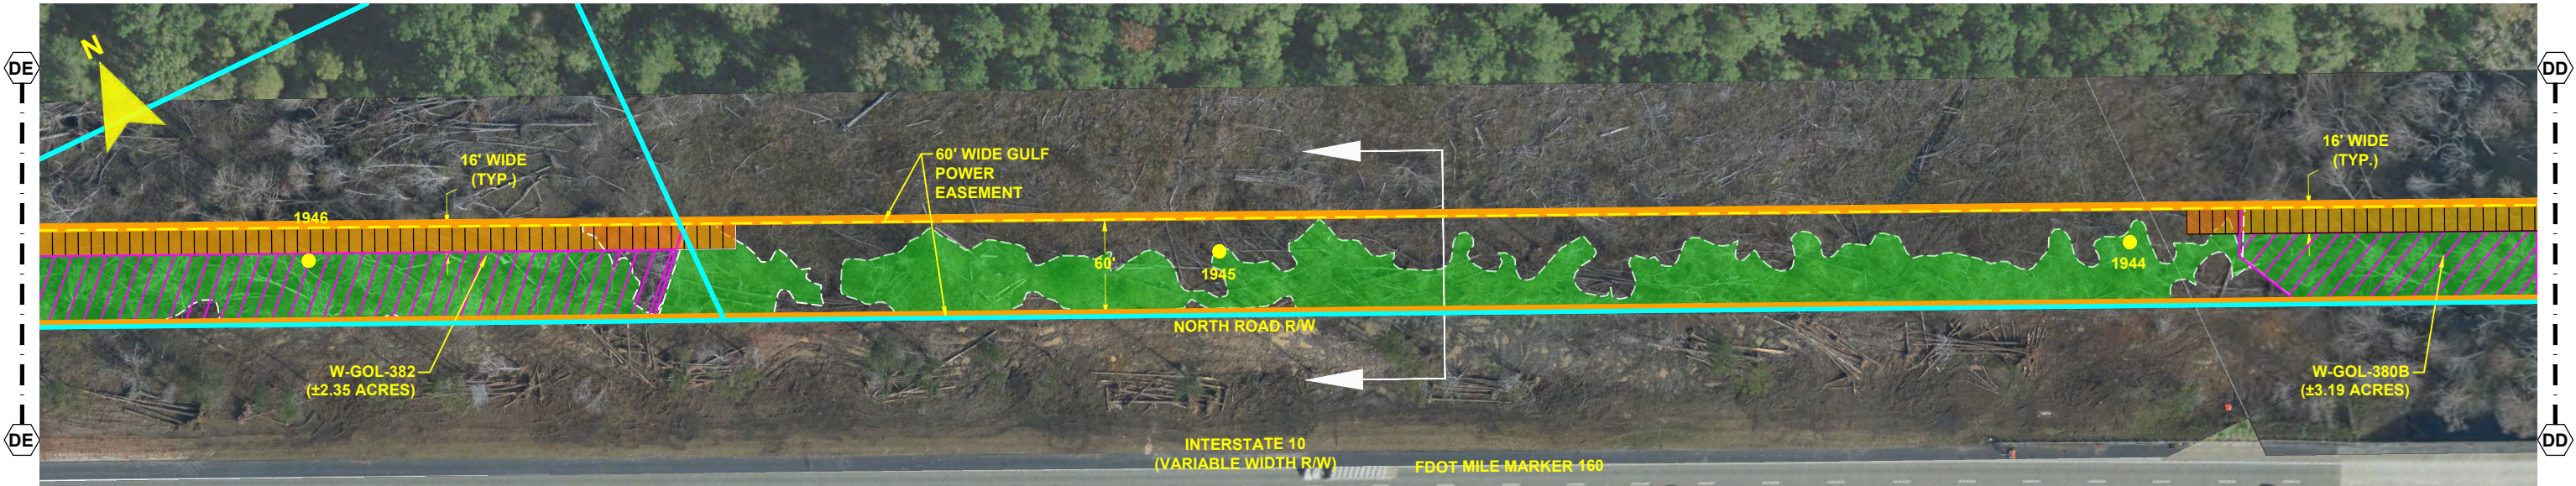 N
DE
DD
16' WIDE
(TYP.)
60' WIDE GULF
POWER
EASEMENT
16' WIDE
(TYP.)
1946
60'
1945
1944
NORTH ROAD R/W
W-GOL-382
(±2.35 ACRES)
W-GOL-380B
(±3.19 ACRES)
DE
DD
INTERSTATE 10
(VARIABLE WIDTH R/W)
FDOT MILE MARKER 160